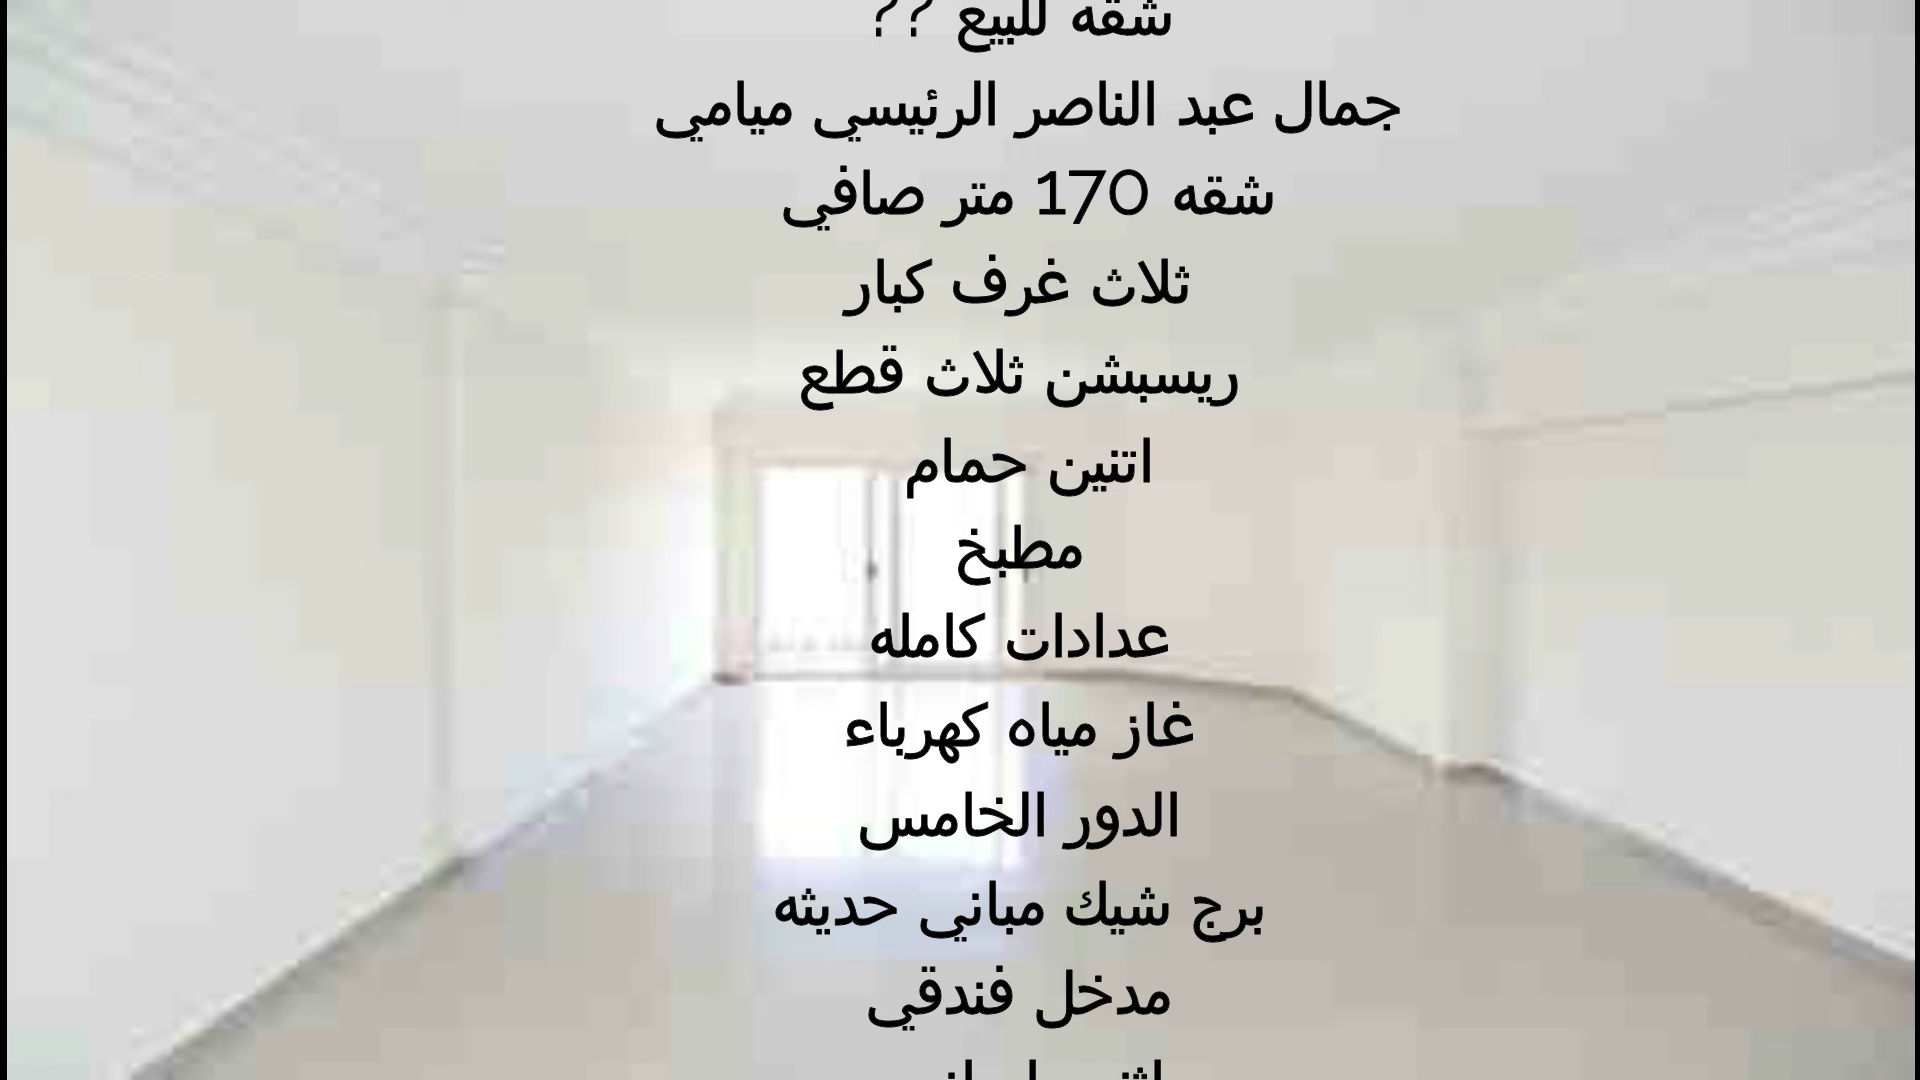 شقه للبيع ??
جمال عبد الناصر الرئيسي ميامي
شقه 170 متر صافي
ثلاث غرف كبار
ريسبشن ثلاث قطع
اتنين حمام
مطبخ
عدادات كامله
غاز مياه كهرباء
الدور الخامس
برج شيك مباني حديثه
مدخل فندقي